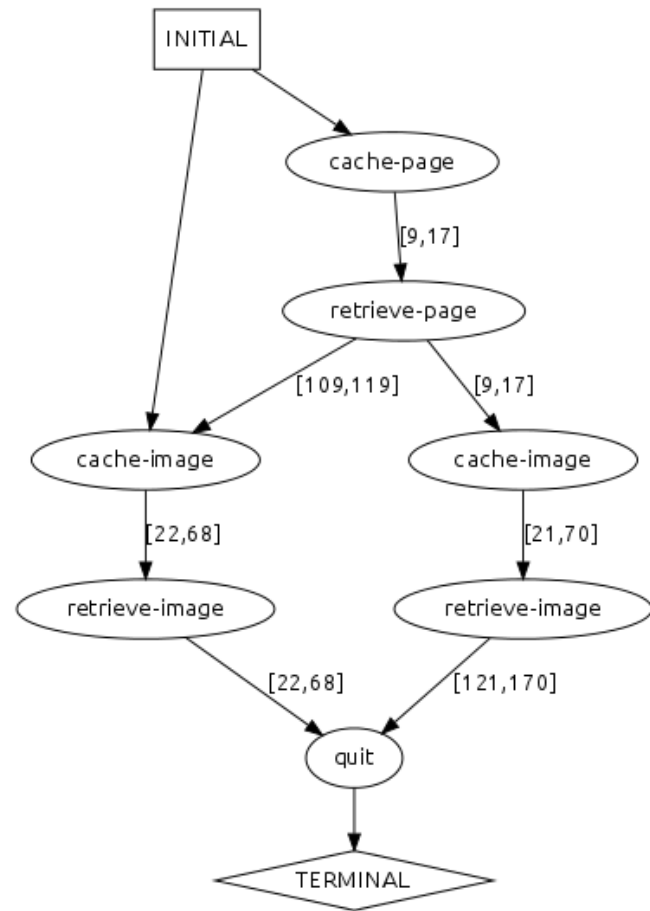 INITIAL
cache-page
[9,17]
retrieve-page
[109,119]
[9,17]
cache-image
cache-image
[22,68]
[21,70]
retrieve-image
retrieve-image
[22,68]
[121,170]
quit
TERMINAL